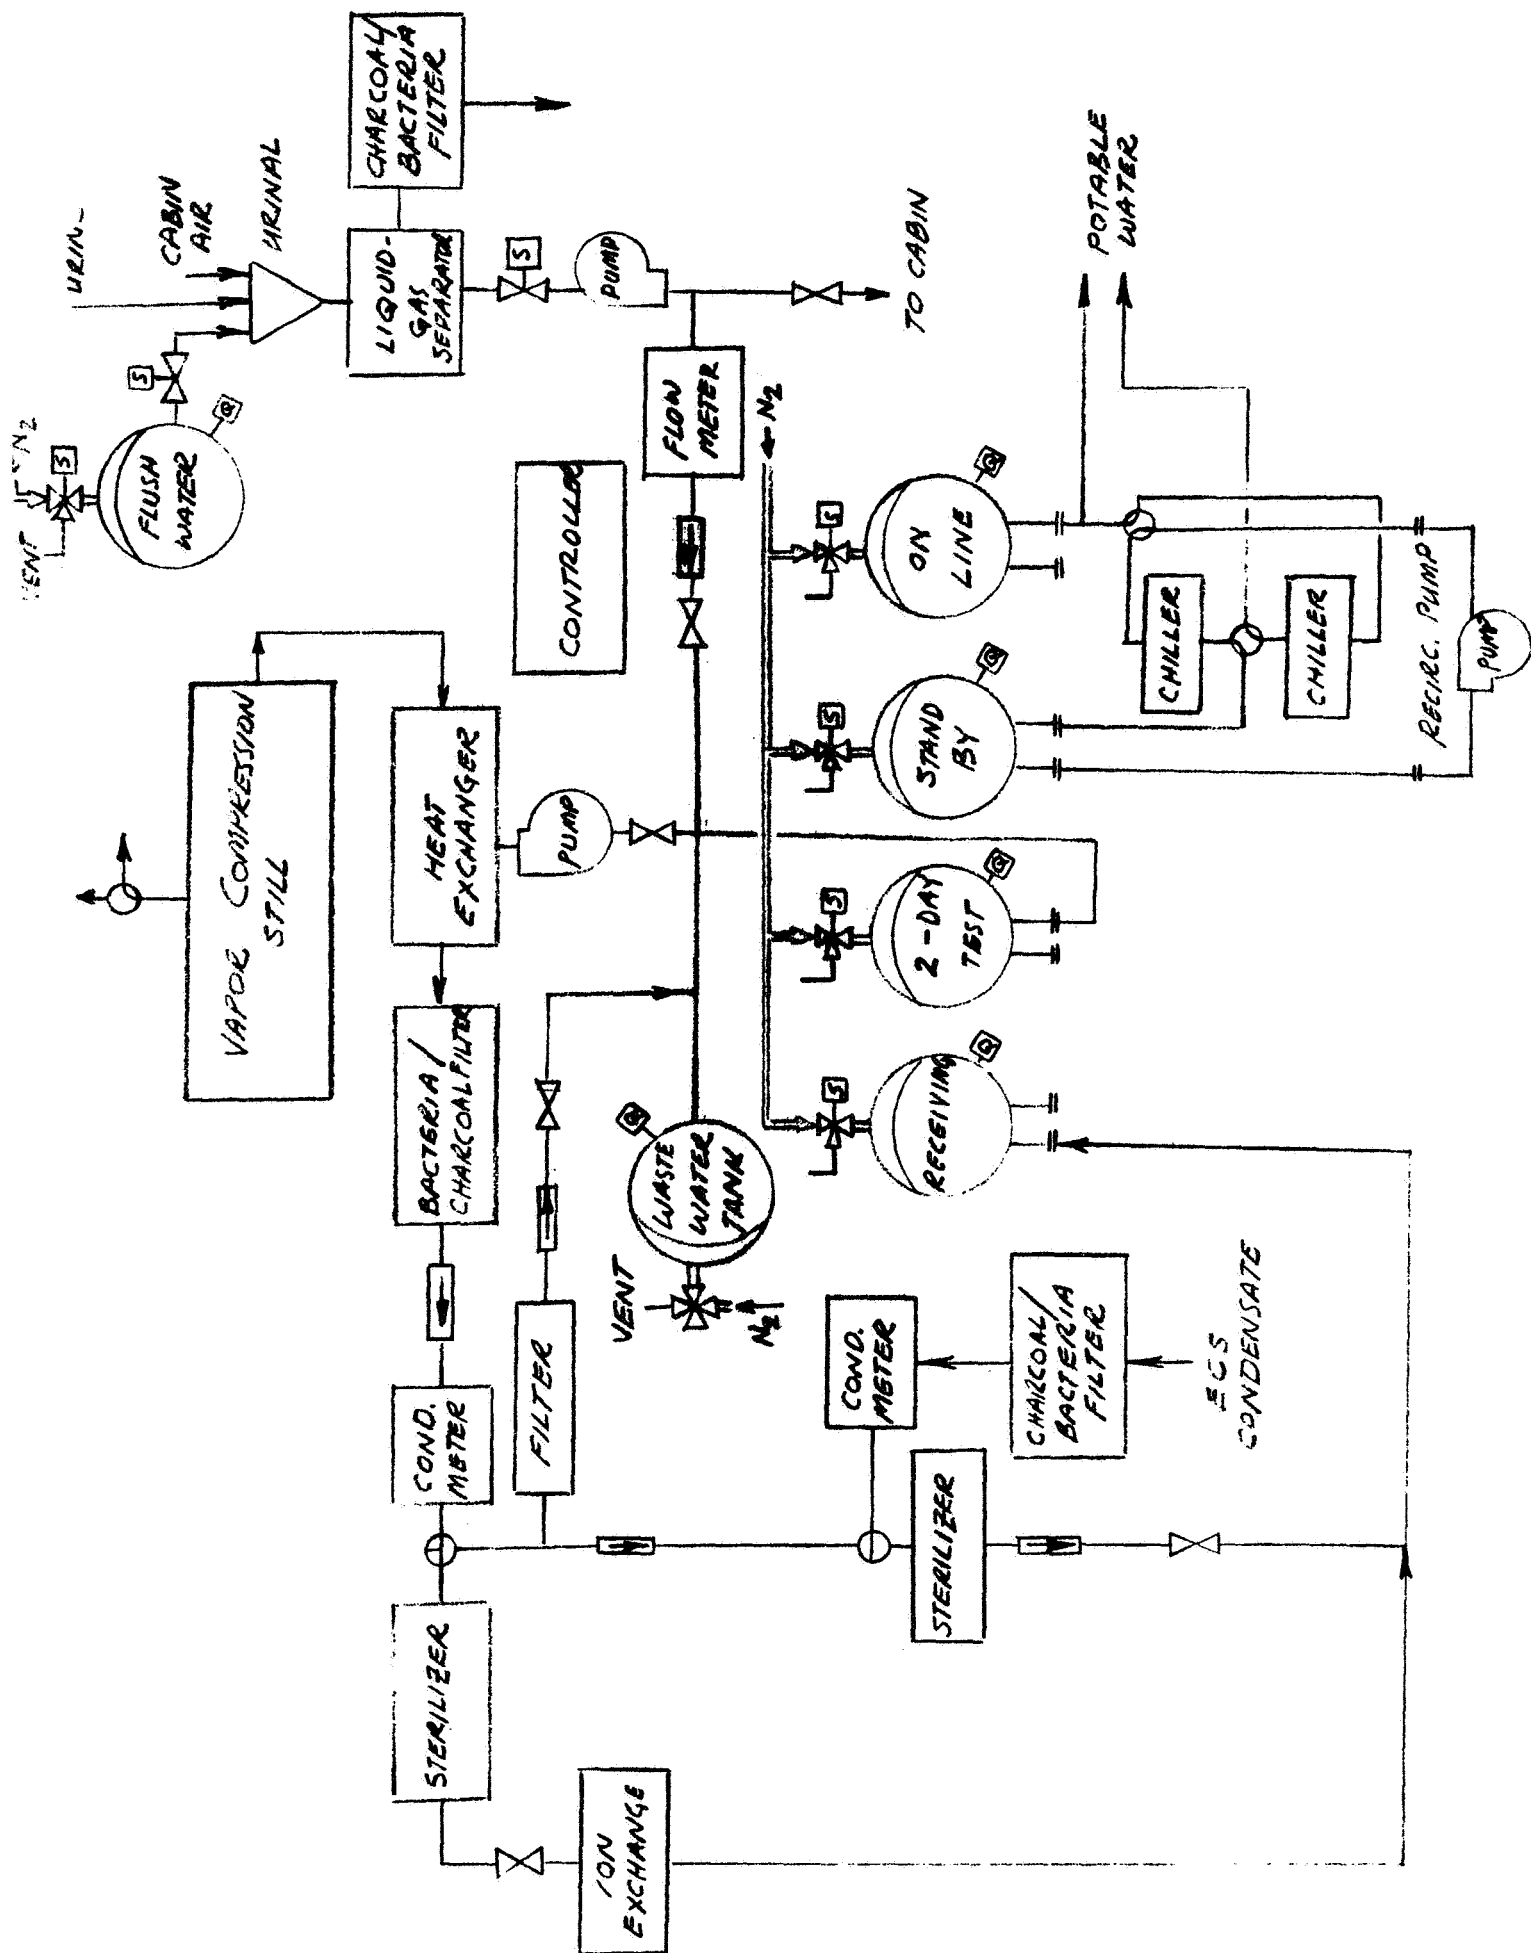 VENT
N2
S
FLUSH
WATER
Q
S
CABIN
AIR
URINAL
LIQUID-
GAS
SEPARATOR
CHARCOAL/
BACTERIA
FILTER
S
PUMP
TO CABIN
FLOW
METER
CONTROLLER
VAPOR COMPRESSION
STILL
HEAT
EXCHANGER
PUMP
BACTERIA/
CHARCOAL FILTER
COND.
METER
STERILIZER
ION
EXCHANGE
FILTER
WASTE
WATER
TANK
Q
VENT
N2
N2
S
ON
LINE
Q
S
STAND
BY
Q
S
2-DAY
TEST
Q
S
RECEIVING
Q
COND.
METER
CHARCOAL/
BACTERIA
FILTER
ECS
CONDENSATE
STERILIZER
POTABLE
WATER
CHILLER
CHILLER
RECIRC. PUMP
PUMP